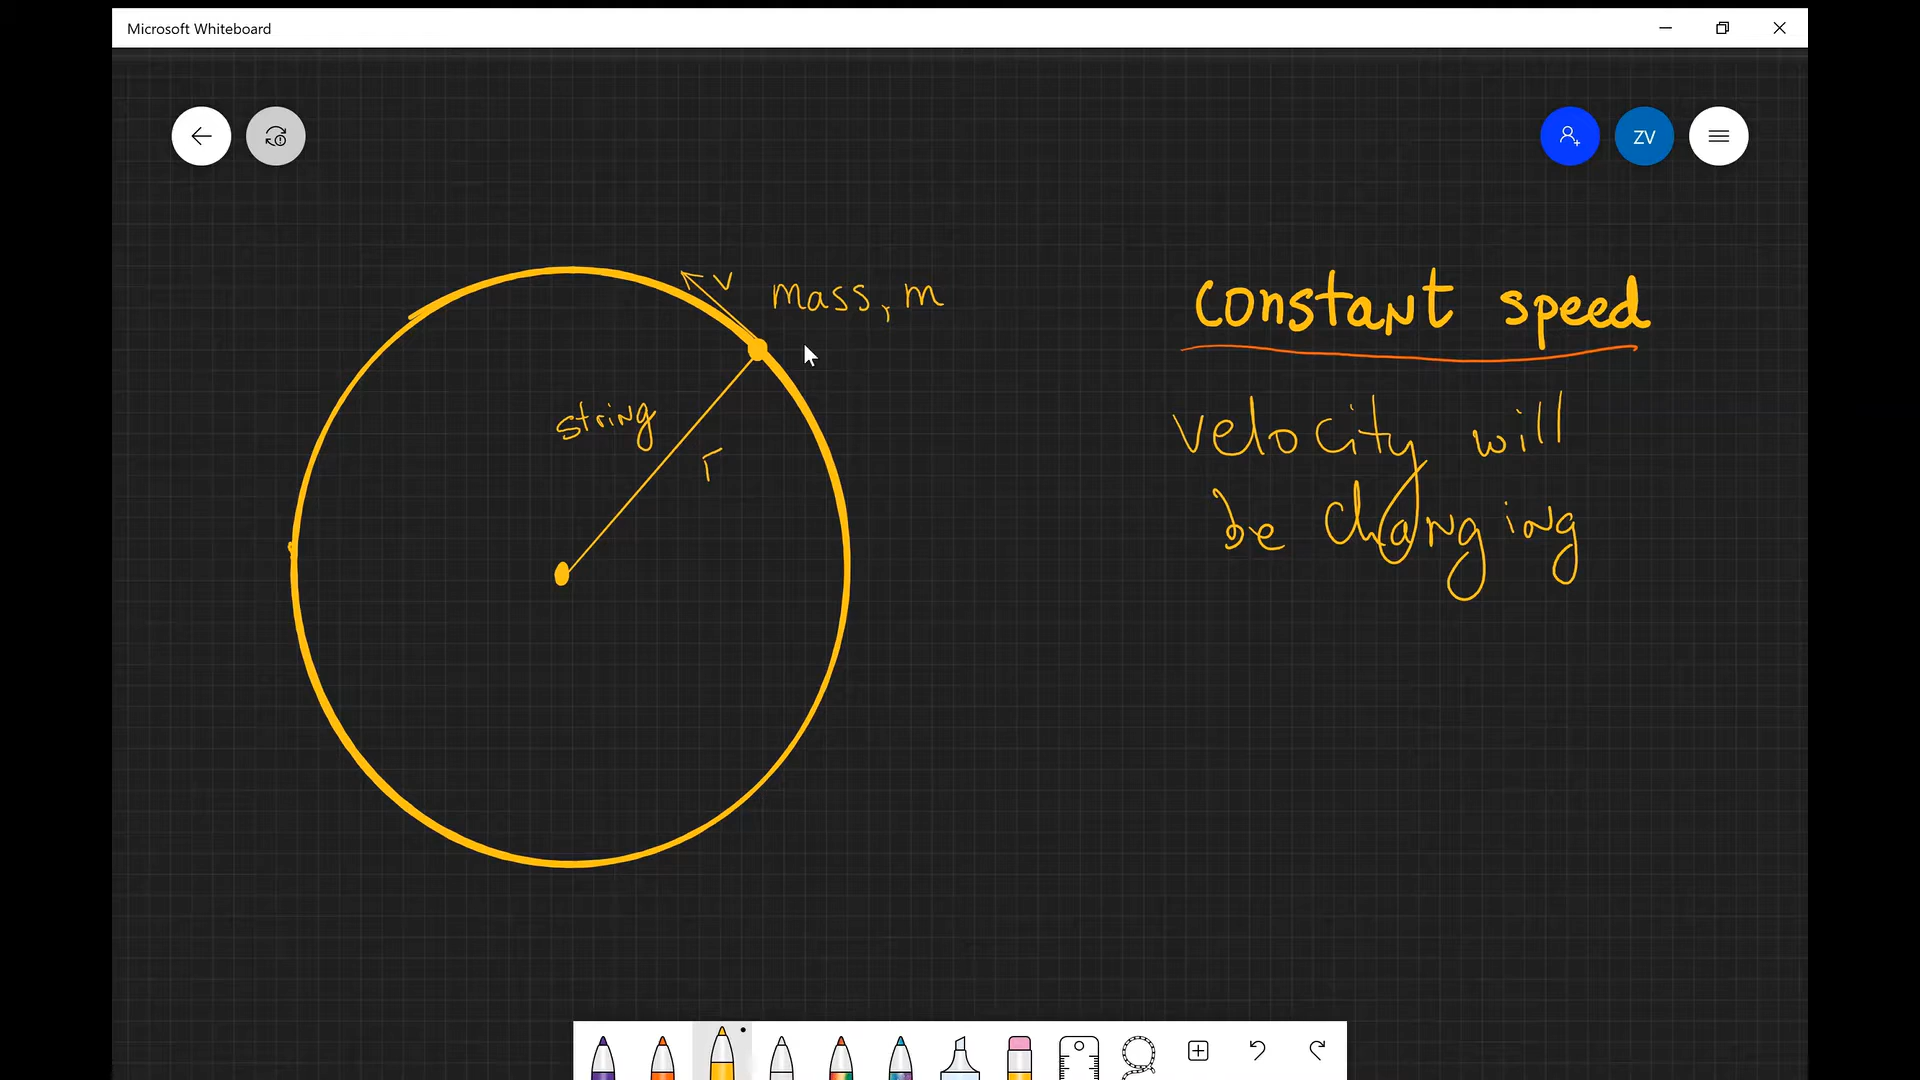 Microsoft Whiteboard
ZV
v
mass, m
string
r
constant speed
velocity will
be changing